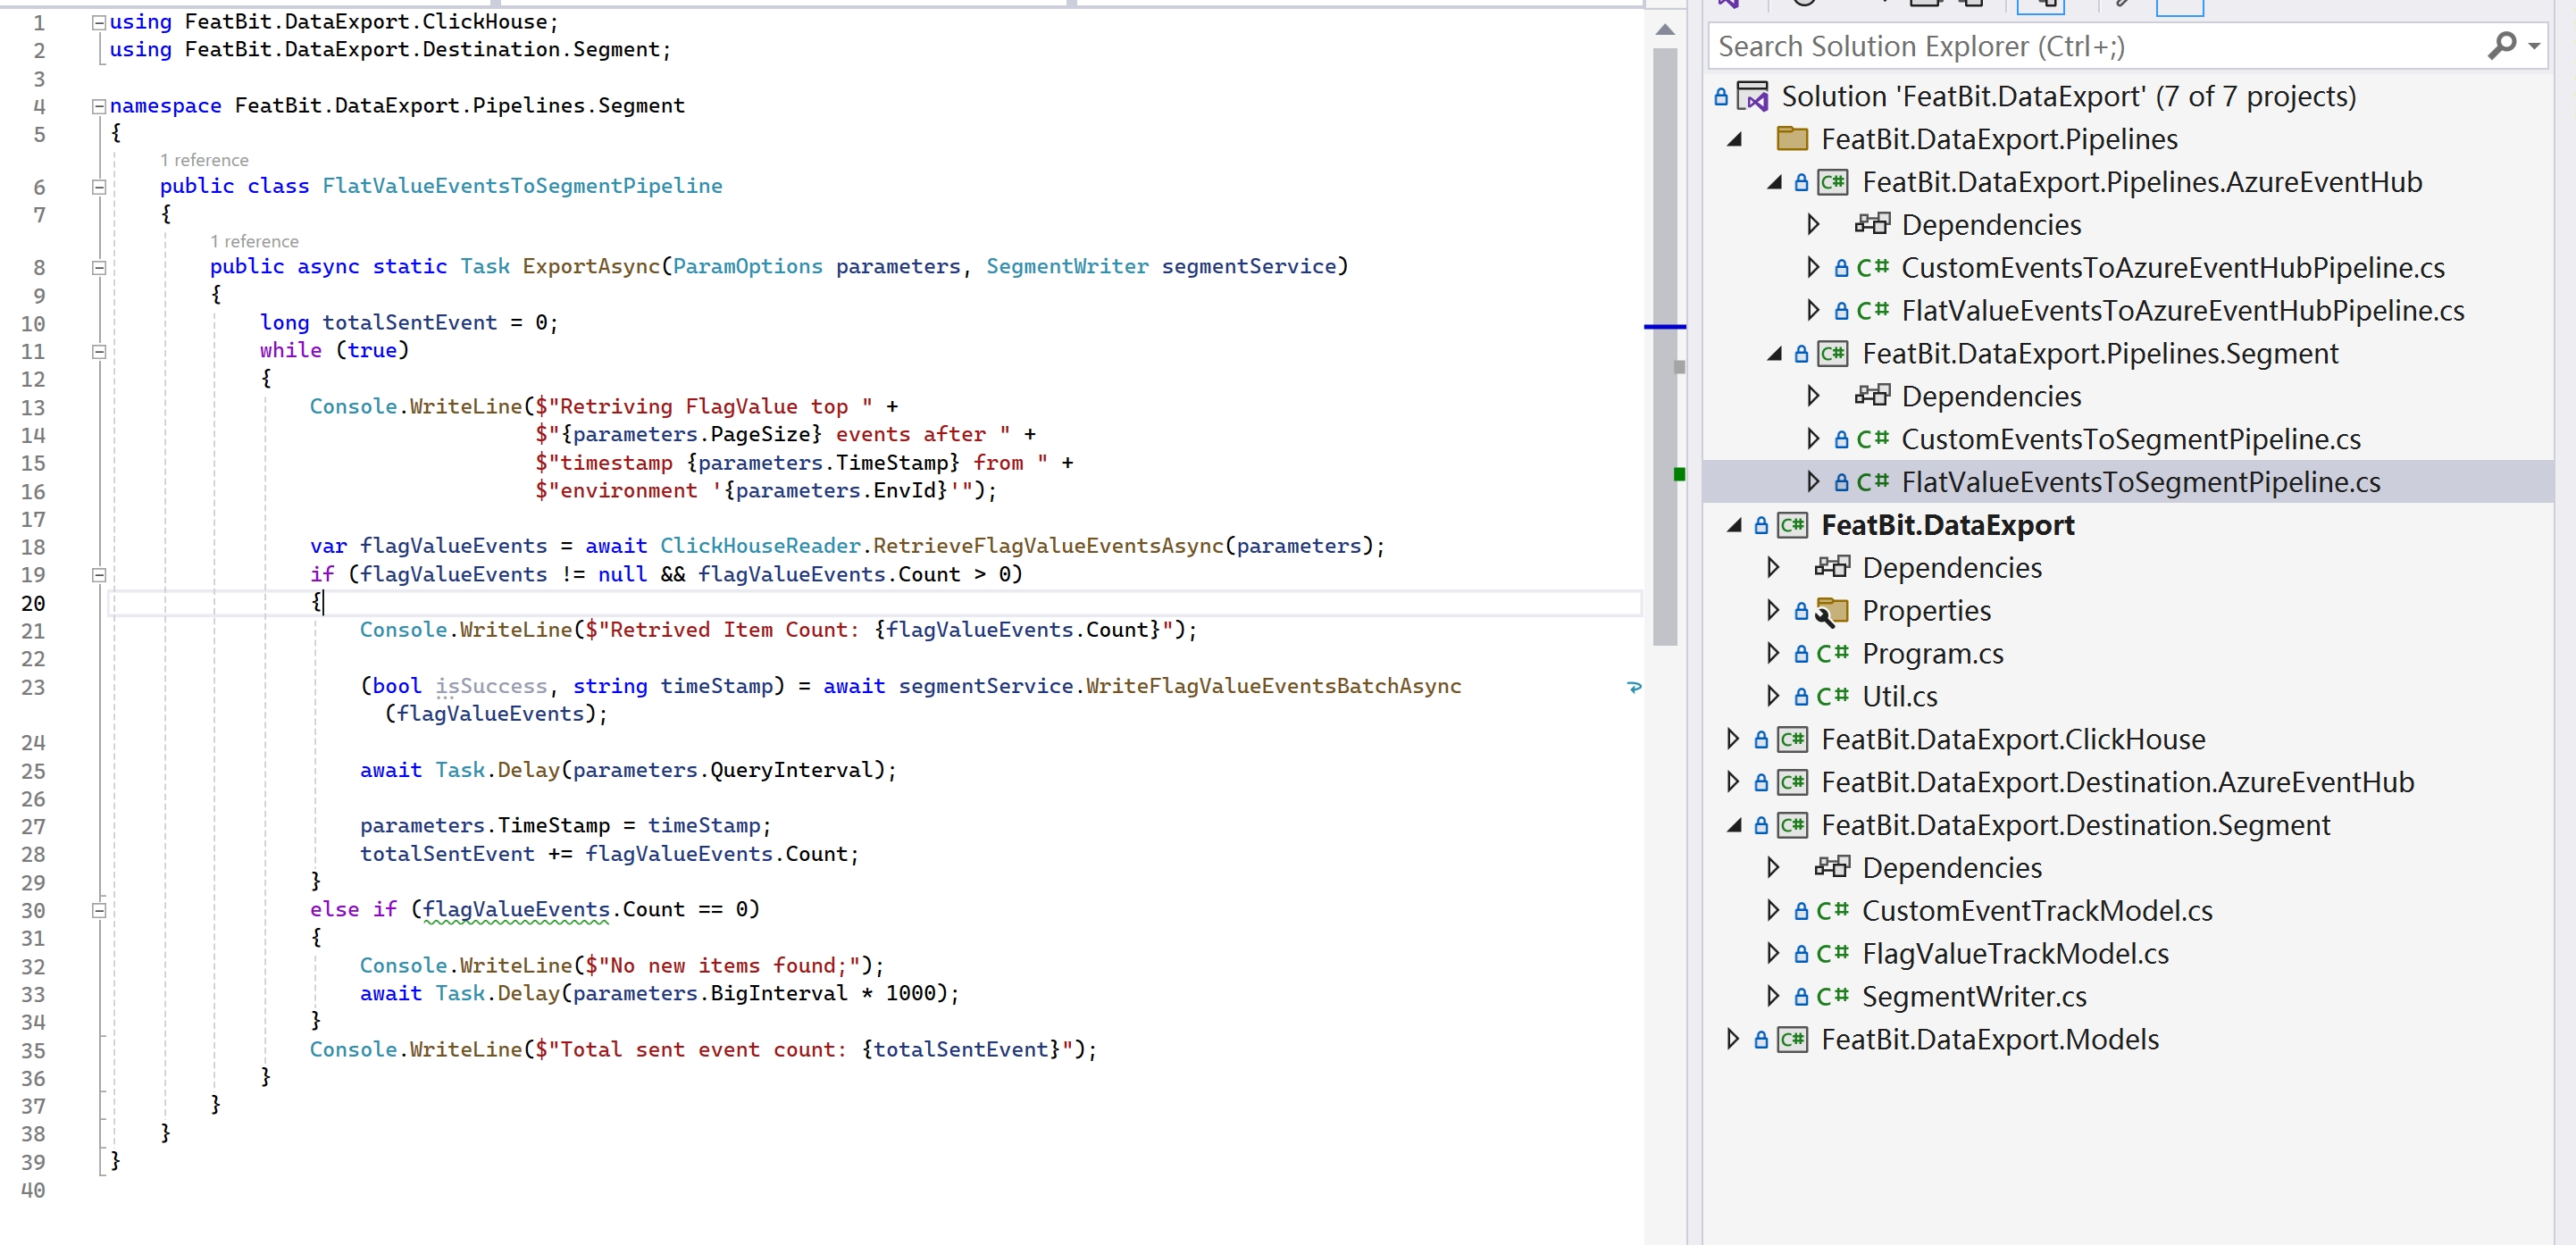 1 using FeatBit.DataExport.ClickHouse;
2 using FeatBit.DataExport.Destination.Segment;
3
4 namespace FeatBit.DataExport.Pipelines.Segment
5 {
1 reference
6 public class FlatValueEventsToSegmentPipeline
7 {
1 reference
8 public async static Task ExportAsync(ParamOptions parameters, SegmentWriter segmentService)
9 {
10 long totalSentEvent = 0;
11 while (true)
12 {
13 Console.WriteLine($"Retriving FlagValue top " +
14 $"{parameters.PageSize} events after " +
15 $"timestamp {parameters.TimeStamp} from " +
16 $"environment '{parameters.EnvId}'");
17
18 var flagValueEvents = await ClickHouseReader.RetrieveFlagValueEventsAsync(parameters);
19 if (flagValueEvents != null && flagValueEvents.Count > 0)
20 {
21 Console.WriteLine($"Retrived Item Count: {flagValueEvents.Count}");
22
23 (bool isSuccess, string timeStamp) = await segmentService.WriteFlagValueEventsBatchAsync
(flagValueEvents);
24
25 await Task.Delay(parameters.QueryInterval);
26
27 parameters.TimeStamp = timeStamp;
28 totalSentEvent += flagValueEvents.Count;
29 }
30 else if (flagValueEvents.Count == 0)
31 {
32 Console.WriteLine($"No new items found;");
33 await Task.Delay(parameters.BigInterval * 1000);
34 }
35 Console.WriteLine($"Total sent event count: {totalSentEvent}");
36 }
37 }
38 }
39 }
40
Search Solution Explorer (Ctrl+;)
Solution 'FeatBit.DataExport' (7 of 7 projects)
FeatBit.DataExport.Pipelines
C# FeatBit.DataExport.Pipelines.AzureEventHub
Dependencies
C# CustomEventsToAzureEventHubPipeline.cs
C# FlatValueEventsToAzureEventHubPipeline.cs
C# FeatBit.DataExport.Pipelines.Segment
Dependencies
C# CustomEventsToSegmentPipeline.cs
C# FlatValueEventsToSegmentPipeline.cs
C# FeatBit.DataExport
Dependencies
Properties
C# Program.cs
C# Util.cs
C# FeatBit.DataExport.ClickHouse
C# FeatBit.DataExport.Destination.AzureEventHub
C# FeatBit.DataExport.Destination.Segment
Dependencies
C# CustomEventTrackModel.cs
C# FlagValueTrackModel.cs
C# SegmentWriter.cs
C# FeatBit.DataExport.Models